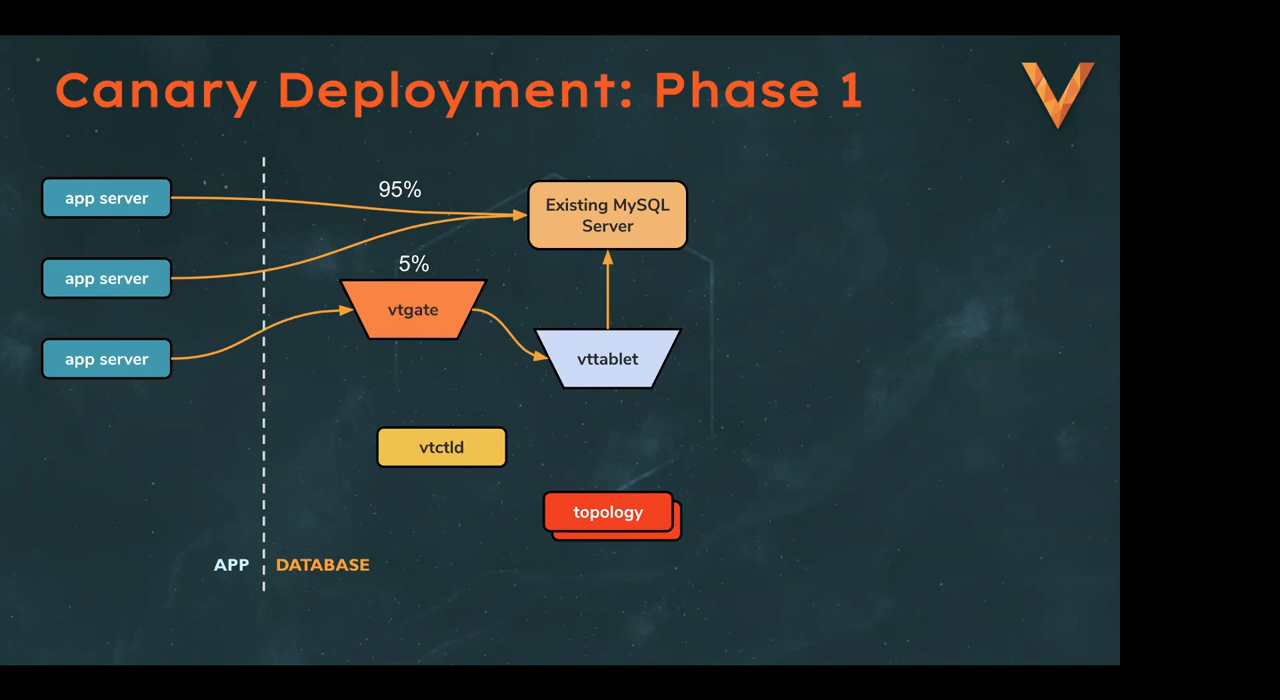 Canary Deployment: Phase 1
app server
95%
Existing MySQL
Server
app server
5%
vtgate
app server
vttablet
vtctld
topology
APP
DATABASE